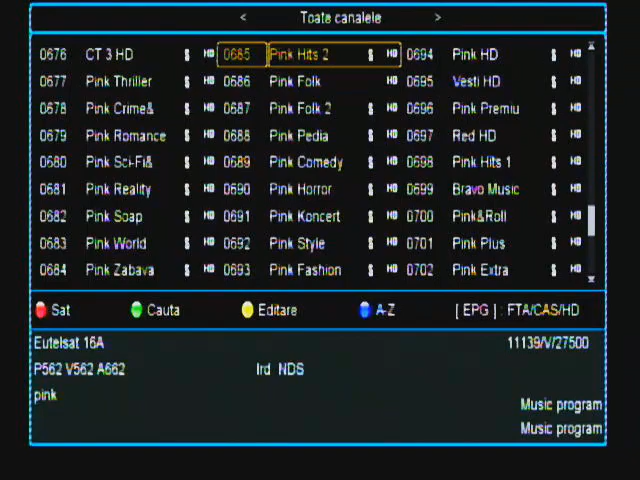 < Toate canalele >
0676 CT 3 HD $ HD 0685 Pink Hits 2 $ HD 0694 Pink HD $ HD
0677 Pink Thriller $ HD 0686 Pink Folk HD 0695 Vesti HD $ HD
0678 Pink Crime& $ HD 0687 Pink Folk 2 $ HD 0696 Pink Premiu $ HD
0679 Pink Romance $ HD 0688 Pink Pedia $ HD 0697 Red HD $ HD
0680 Pink Sci-Fi& $ HD 0689 Pink Comedy $ HD 0698 Pink Hits 1 $ HD
0681 Pink Reality $ HD 0690 Pink Horror $ HD 0699 Bravo Music $ HD
0682 Pink Soap $ HD 0691 Pink Koncert $ HD 0700 Pink&Roll $ HD
0683 Pink World $ HD 0692 Pink Style $ HD 0701 Pink Plus $ HD
0684 Pink Zabava $ HD 0693 Pink Fashion $ HD 0702 Pink Extra $ HD
Sat Cauta Editare A-Z [ EPG ] : FTA/CAS/HD
Eutelsat 16A 11139/V/27500
P562 V562 A662 Ird NDS
pink
Music program
Music program